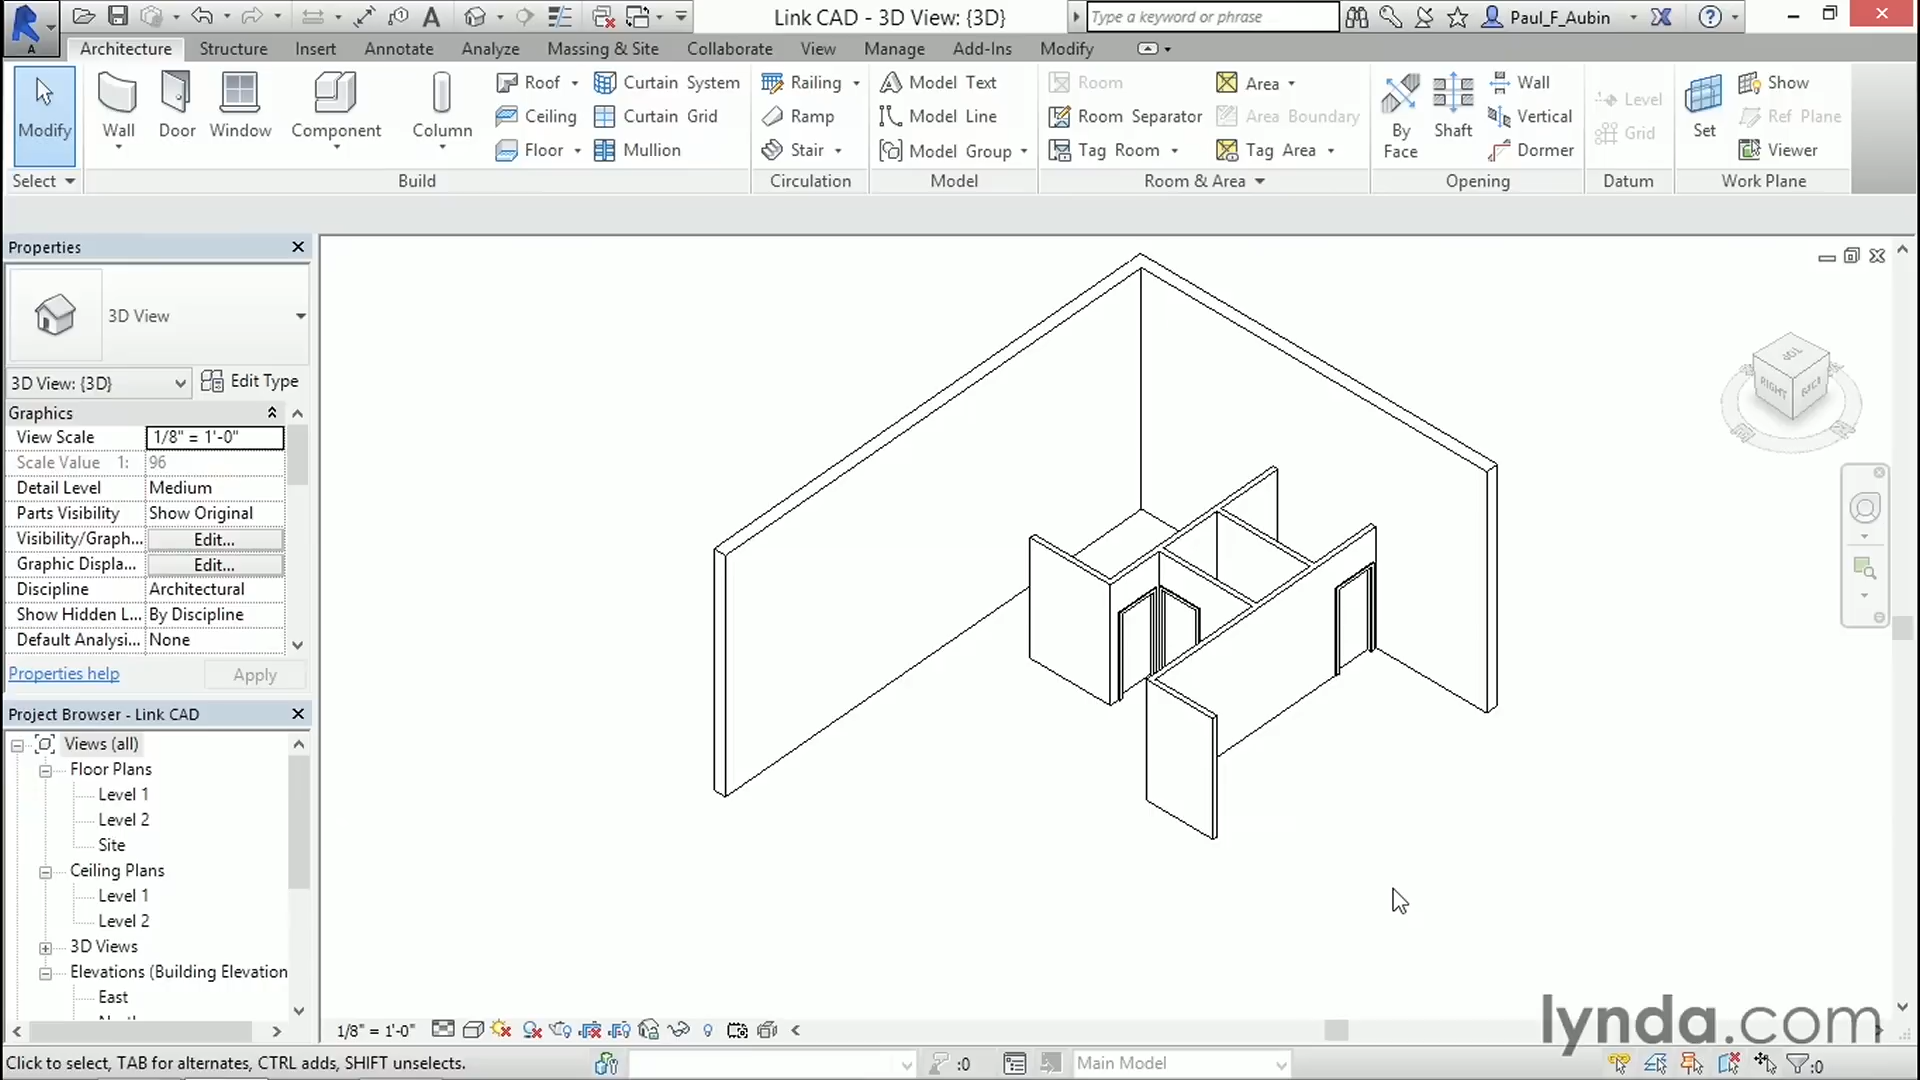 Link CAD - 3D View: {3D}
Type a keyword or phrase
Paul_F_Aubin
Architecture Structure Insert Annotate Analyze Massing & Site Collaborate View Manage Add-Ins Modify
Modify
Wall
Door
Window
Component
Column
Roof
Ceiling
Floor
Curtain System
Curtain Grid
Mullion
Railing
Ramp
Stair
Model Text
Model Line
Model Group
Room
Room Separator
Tag Room
Area
Area Boundary
Tag Area
By
Face
Shaft
Wall
Vertical
Dormer
Level
Grid
Set
Show
Ref Plane
Viewer
Select Build Circulation Model Room & Area Opening Datum Work Plane
Properties
3D View
3D View: {3D} Edit Type
Graphics
View Scale 1/8" = 1'-0"
Scale Value 1: 96
Detail Level Medium
Parts Visibility Show Original
Visibility/Graph... Edit...
Graphic Displa... Edit...
Discipline Architectural
Show Hidden L... By Discipline
Default Analysi... None
Properties help Apply
Project Browser - Link CAD
Views (all)
Floor Plans
Level 1
Level 2
Site
Ceiling Plans
Level 1
Level 2
3D Views
Elevations (Building Elevation
East
TOP
RIGHT
1/8" = 1'-0"
lynda.com
Click to select, TAB for alternates, CTRL adds, SHIFT unselects.
:0
Main Model
:0